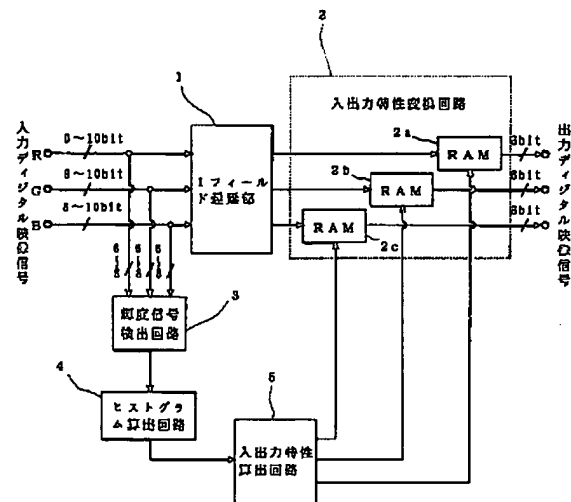 2
1
入出力特性変換回路
入力ディジタル映像信号
出力ディジタル映像信号
R
8～10bit
G
8～10bit
B
8～10bit
1フィール
ド遅延部
2a
RAM
8bit
2b
RAM
8bit
RAM
2c
8bit
輝度信号
検出回路
3
4
ヒストグラ
ム算出回路
5
入出力特性
算出回路